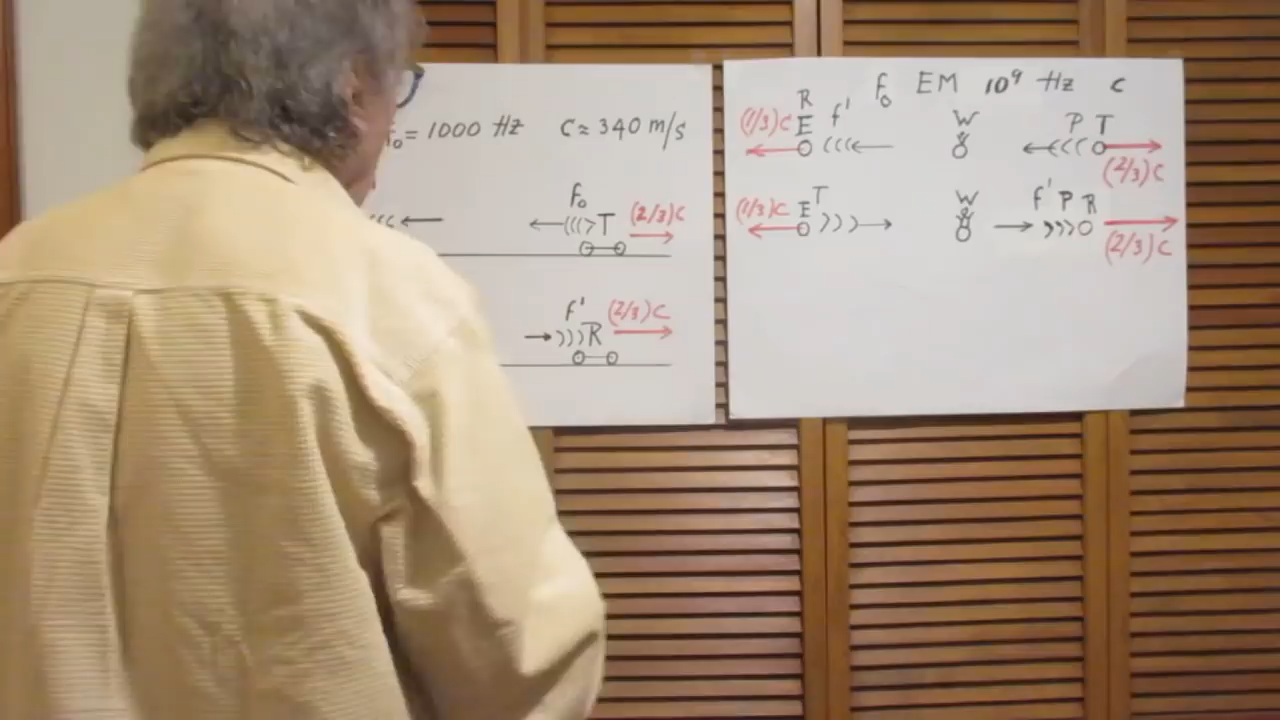 f₀ = 1000 Hz C ≈ 340 m/s
f₀
T (2/3)C
f' (2/3)C
R
f₀ EM 10⁹ Hz C
R
(1/3)C E f' W P T
(2/3)C
(1/3)C E T W f' P R
(2/3)C